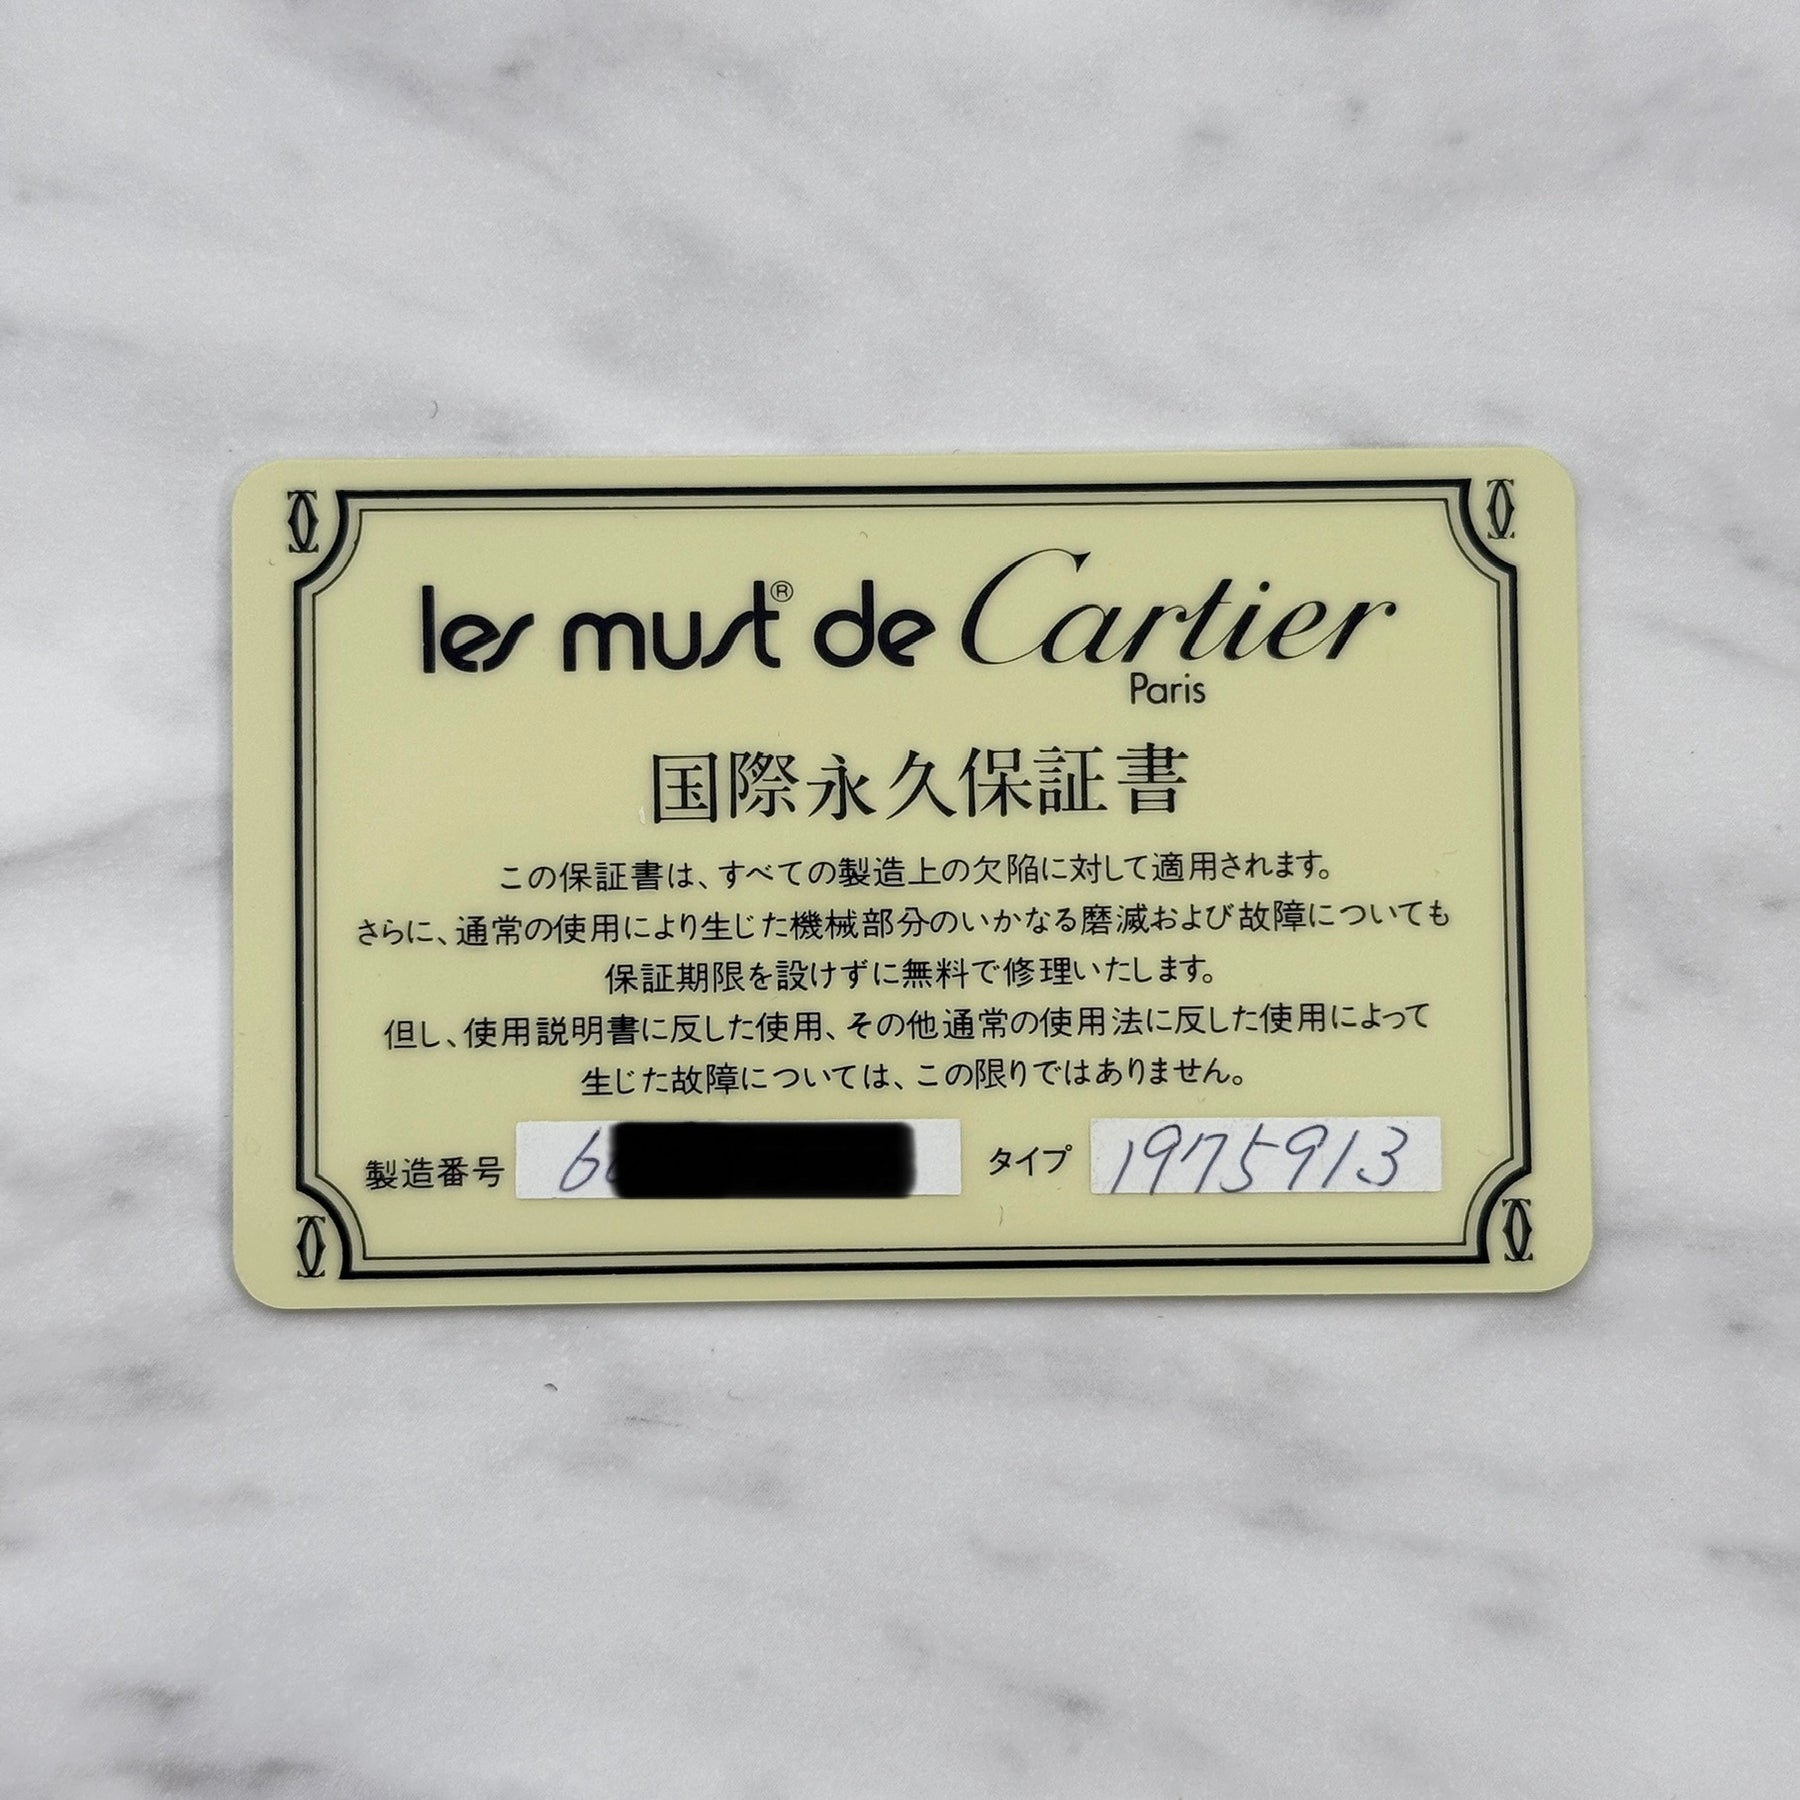 les must® de Cartier
Paris
国際永久保証書
この保証書は、すべての製造上の欠陥に対して適用されます。
さらに、通常の使用により生じた機械部分のいかなる磨滅および故障についても
保証期限を設けずに無料で修理いたします。
但し、使用説明書に反した使用、その他通常の使用法に反した使用によって
生じた故障については、この限りではありません。
製造番号 6 タイプ 1975913